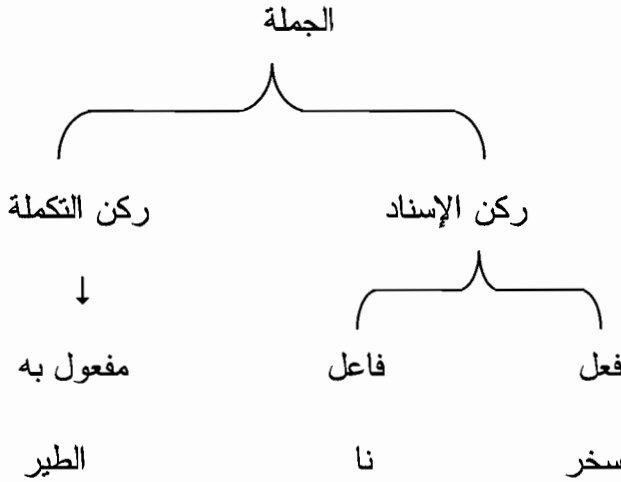 الجملة
ركن الإسناد ركن التكملة
↓
فعل فاعل مفعول به
سخر نا الطير